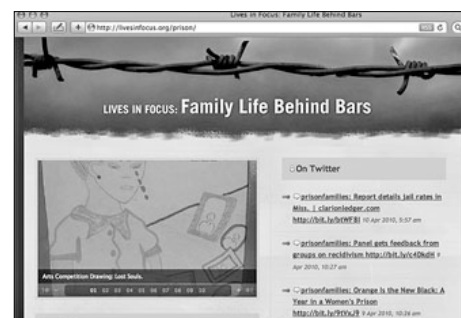 Lives in Focus: Family Life Behind Bars
http://livesinfocus.org/prison/
LIVES IN FOCUS: Family Life Behind Bars
On Twitter
prisonfamilies: Report details jail rates in
Miss. | clarionledger.com
http://bit.ly/btWFBI 10 Apr 2010, 5:57 am
prisonfamilies: Panel gets feedback from
groups on recidivism http://bit.ly/c4DkdH 9
Apr 2010, 10:27 am
prisonfamilies: Orange Is the New Black: A
Year in a Women's Prison
http://bit.ly/9tVxJ9 9 Apr 2010, 10:26 am
Arts Competition Drawing: Lost Souls.
01 02 03 04 05 06 07 08 09 10